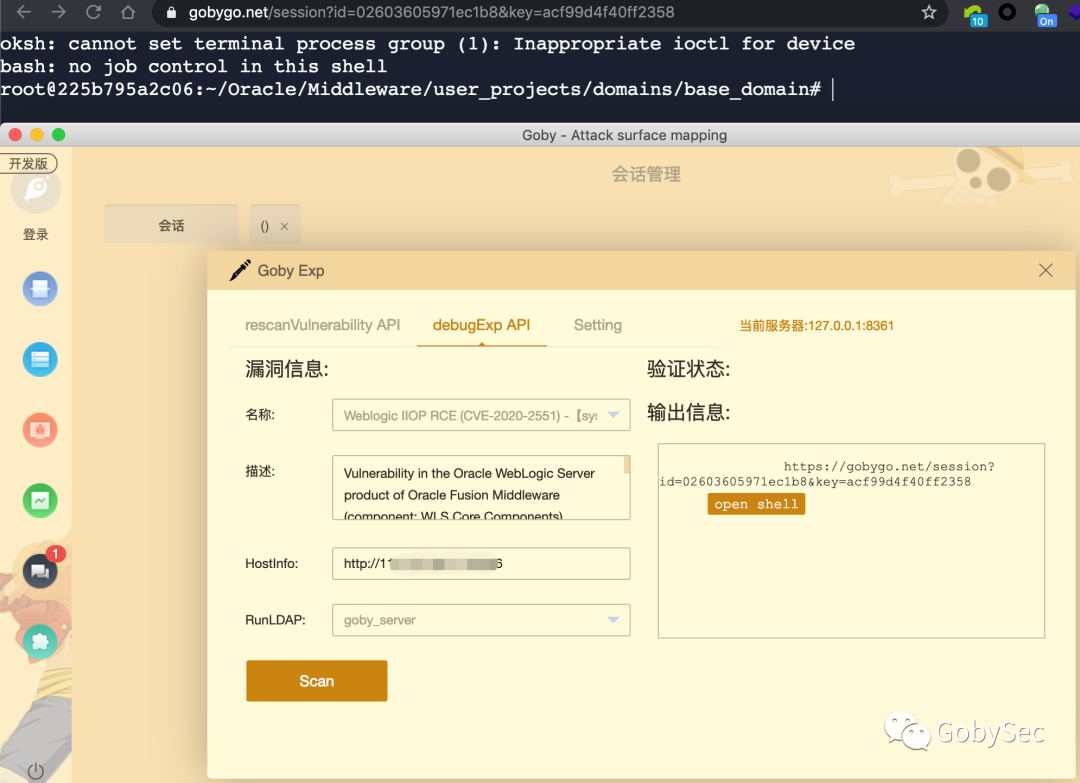 gobygo.net/session?id=02603605971ec1b8&key=acf99d4f40ff2358
10
On
oksh: cannot set terminal process group (1): Inappropriate ioctl for device
bash: no job control in this shell
root@225b795a2c06:~/Oracle/Middleware/user_projects/domains/base_domain#
Goby - Attack surface mapping
开发版
会话管理
登录
会话
() ×
Goby Exp
rescanVulnerability API
debugExp API
Setting
当前服务器:127.0.0.1:8361
漏洞信息:
验证状态:
名称:
Weblogic IIOP RCE (CVE-2020-2551) -【sys
输出信息:
描述:
Vulnerability in the Oracle WebLogic Server
product of Oracle Fusion Middleware
(component: WLS Core Components)
https://gobygo.net/session?
id=02603605971ec1b8&key=acf99d4f40ff2358
open shell
HostInfo:
http://1
6
RunLDAP:
goby_server
1
Scan
GobySec